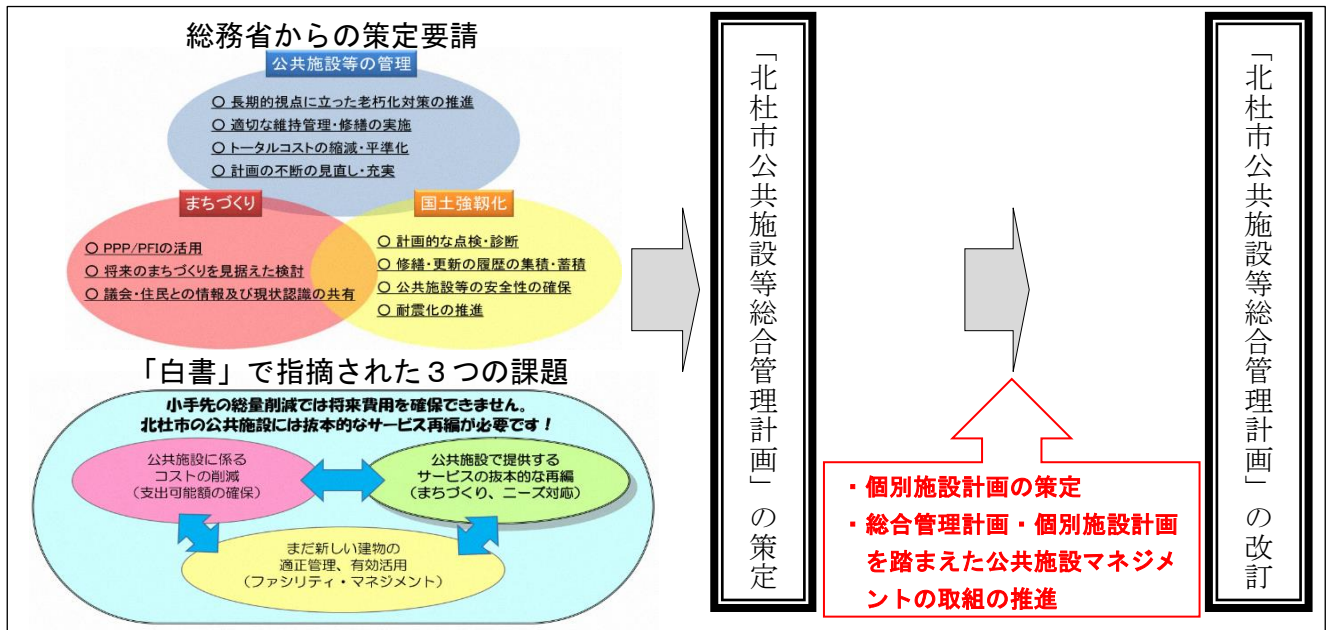 総務省からの策定要請
公共施設等の管理
○ 長期的視点に立った老朽化対策の推進
○ 適切な維持管理・修繕の実施
○ トータルコストの縮減・平準化
○ 計画の不断の見直し・充実
まちづくり
○ PPP/PFIの活用
○ 将来のまちづくりを見据えた検討
○ 議会・住民との情報及び現状認識の共有
国土強靱化
○ 計画的な点検・診断
○ 修繕・更新の履歴の集積・蓄積
○ 公共施設等の安全性の確保
○ 耐震化の推進
「白書」で指摘された３つの課題
小手先の総量削減では将来費用を確保できません。
北杜市の公共施設には抜本的なサービス再編が必要です！
公共施設に係る
コストの削減
（支出可能額の確保）
公共施設で提供する
サービスの抜本的な再編
（まちづくり、ニーズ対応）
まだ新しい建物の
適正管理、有効活用
（ファシリティ・マネジメント）
「北杜市公共施設等総合管理計画」の策定
・個別施設計画の策定
・総合管理計画・個別施設計画
を踏まえた公共施設マネジメ
ントの取組の推進
「北杜市公共施設等総合管理計画」の改訂